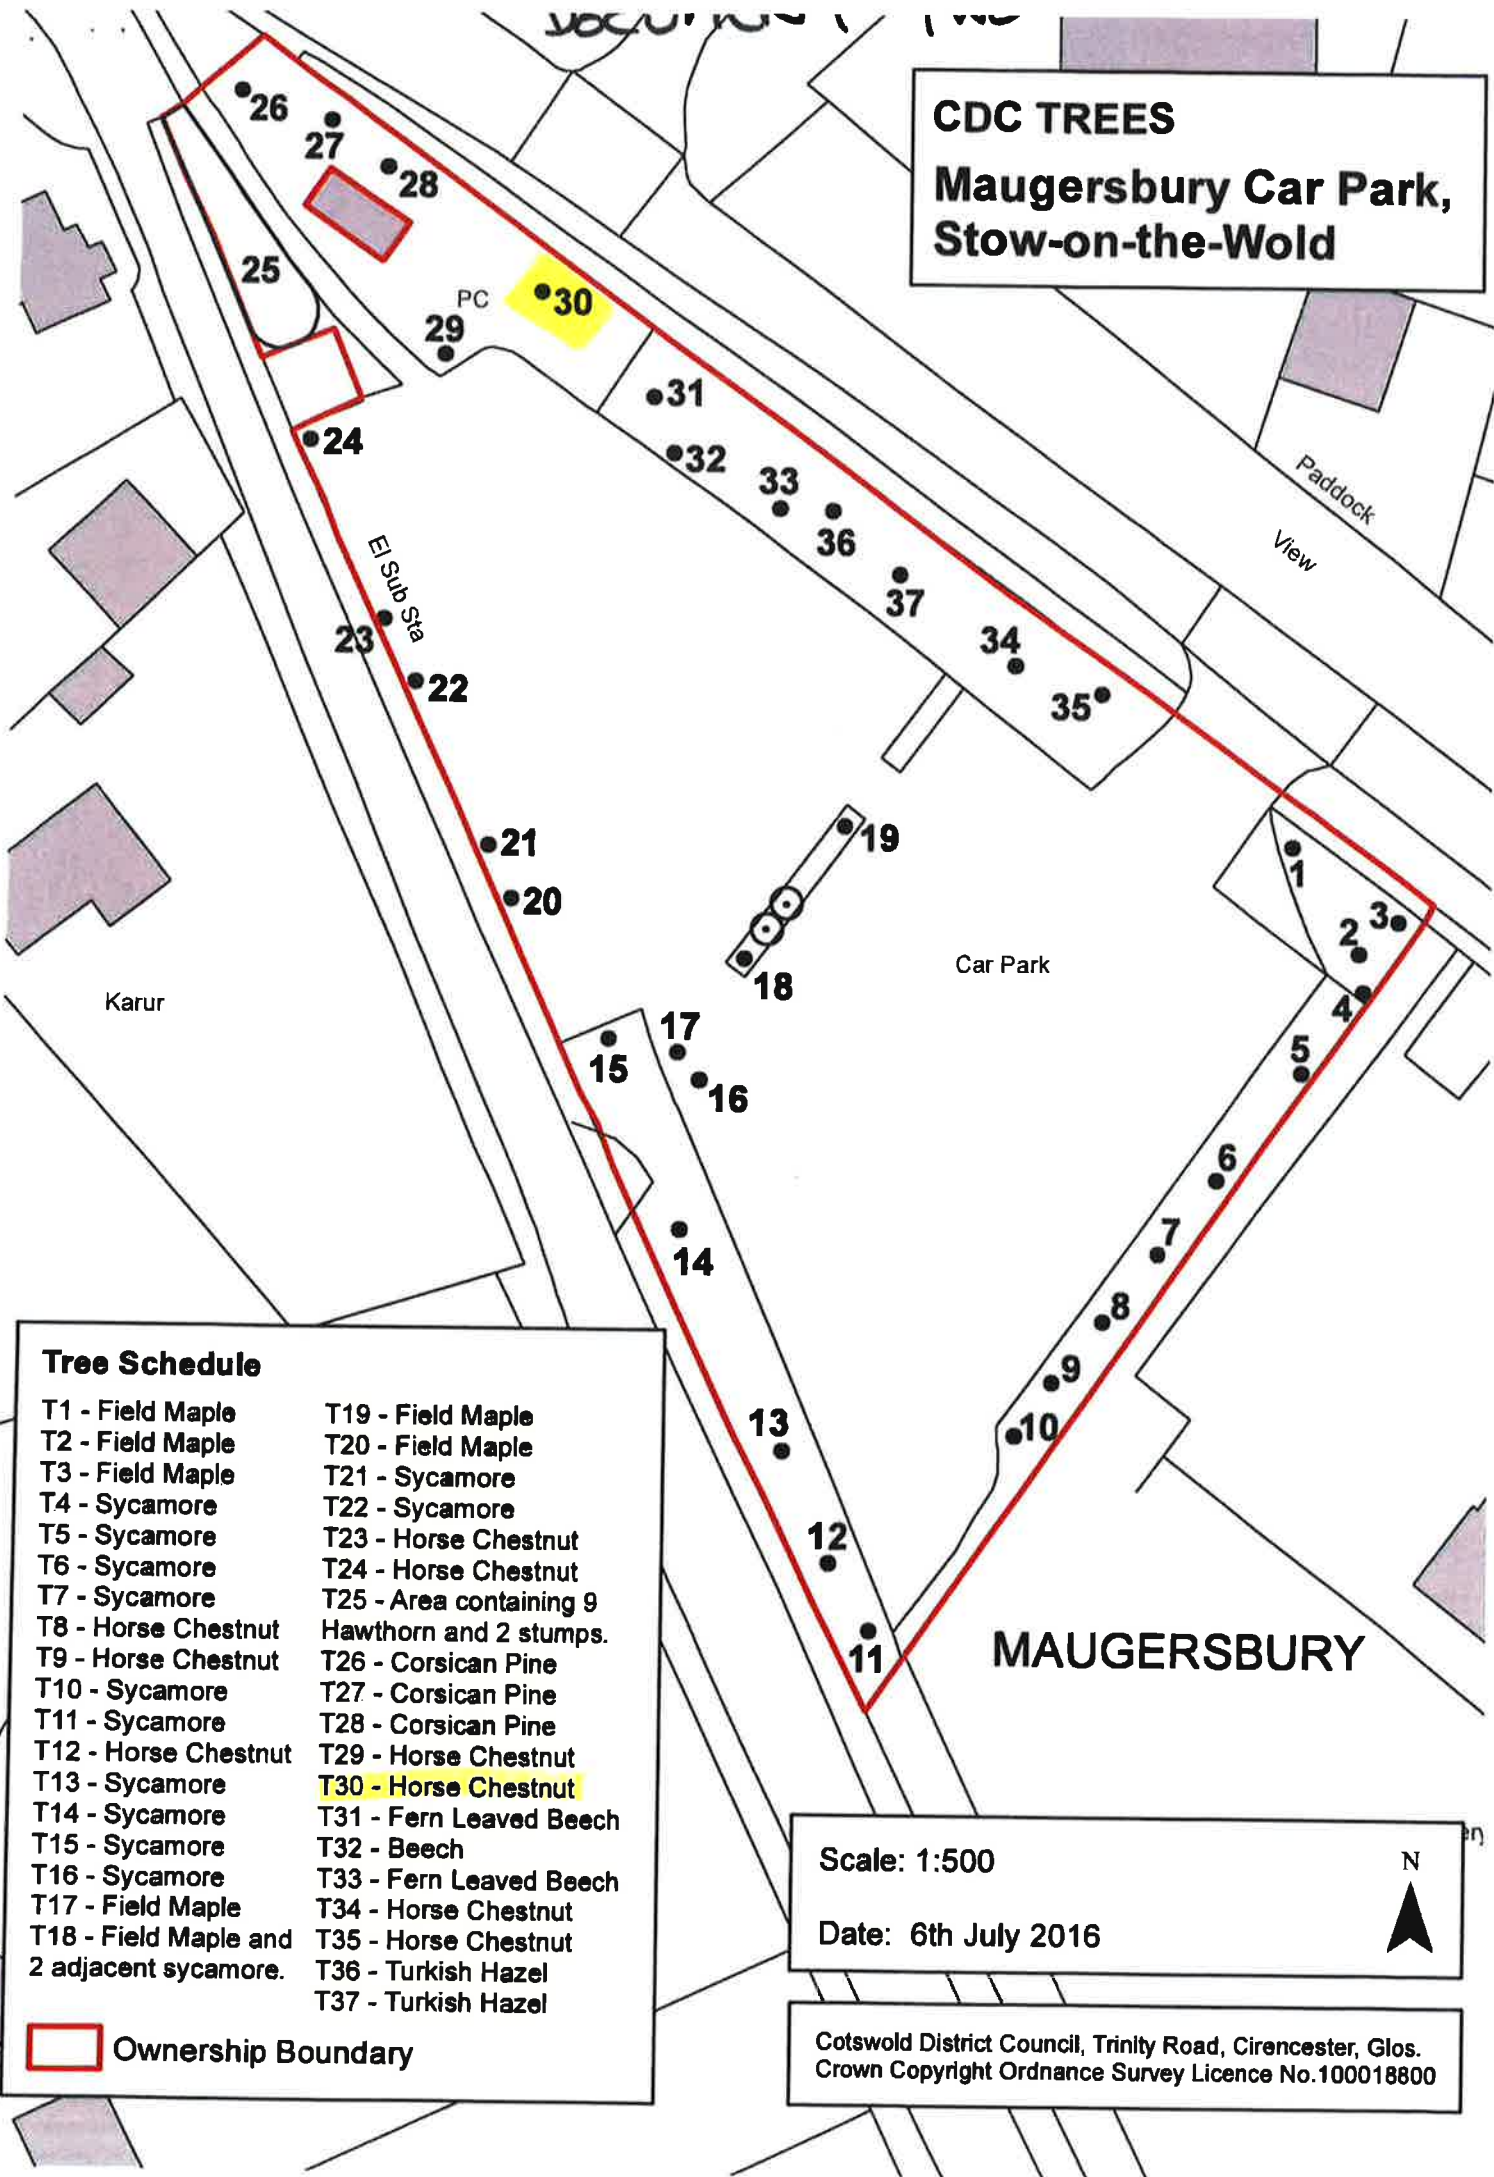 CDC TREES
Maugersbury Car Park,
Stow-on-the-Wold
26
27
28
25
PC
30
29
31
24
32
33
36
El Sub Sta
37
23
34
22
35
Paddock
View
21
19
20
1
3
2
18
Car Park
4
Karur
17
15
5
16
6
7
14
8
9
13
10
12
11
MAUGERSBURY
Tree Schedule
T1 - Field Maple
T2 - Field Maple
T3 - Field Maple
T4 - Sycamore
T5 - Sycamore
T6 - Sycamore
T7 - Sycamore
T8 - Horse Chestnut
T9 - Horse Chestnut
T10 - Sycamore
T11 - Sycamore
T12 - Horse Chestnut
T13 - Sycamore
T14 - Sycamore
T15 - Sycamore
T16 - Sycamore
T17 - Field Maple
T18 - Field Maple and
2 adjacent sycamore.
T19 - Field Maple
T20 - Field Maple
T21 - Sycamore
T22 - Sycamore
T23 - Horse Chestnut
T24 - Horse Chestnut
T25 - Area containing 9
Hawthorn and 2 stumps.
T26 - Corsican Pine
T27 - Corsican Pine
T28 - Corsican Pine
T29 - Horse Chestnut
T30 - Horse Chestnut
T31 - Fern Leaved Beech
T32 - Beech
T33 - Fern Leaved Beech
T34 - Horse Chestnut
T35 - Horse Chestnut
T36 - Turkish Hazel
T37 - Turkish Hazel
Ownership Boundary
Scale: 1:500
Date: 6th July 2016
N
Cotswold District Council, Trinity Road, Cirencester, Glos.
Crown Copyright Ordnance Survey Licence No.100018800